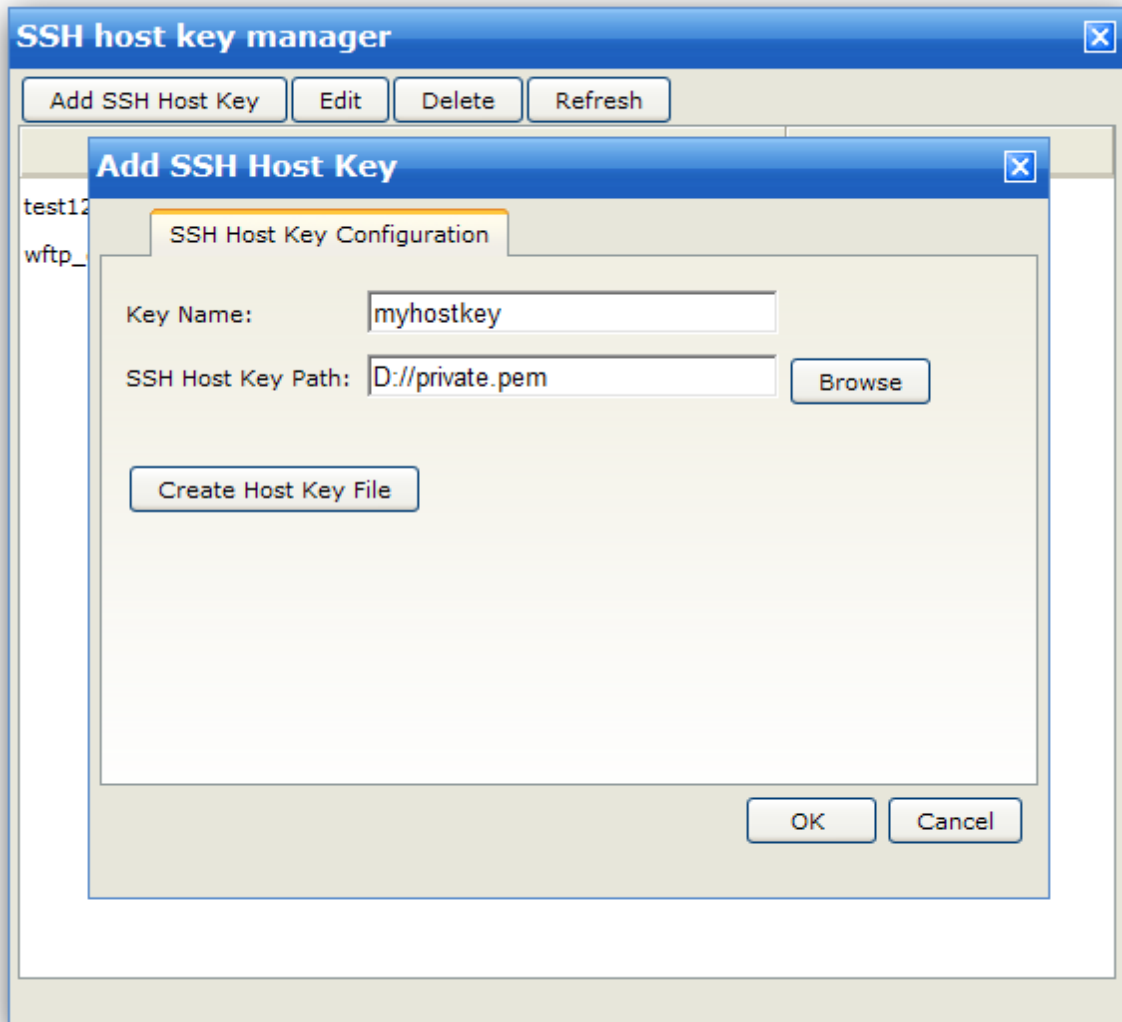 SSH host key manager
Add SSH Host Key Edit Delete Refresh
Add SSH Host Key
SSH Host Key Configuration
Key Name: myhostkey
SSH Host Key Path: D://private.pem Browse
Create Host Key File
OK Cancel